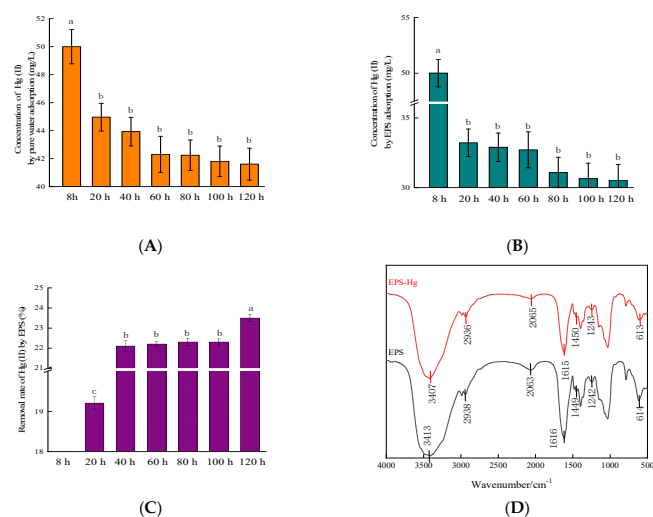 (A)
Concentration of Hg (II)
by pure water adsorption (mg/L)
52
50
48
46
44
42
40
a
b
b
b
b
b
b
8h
20 h
40 h
60 h
80 h
100 h
120 h
(B)
Concentration of Hg (II)
by EPS adsorption (mg/L)
50
35
30
a
b
b
b
b
b
b
8 h
20 h
40 h
60 h
80 h
100 h
120 h
(C)
Removal rate of Hg(II) by EPS (%)
25
24
23
22
21
19
18
c
b
b
b
b
a
8 h
20 h
40 h
60 h
80 h
100 h
120 h
(D)
EPS-Hg
3407
2936
2065
1615
1450
1243
613
EPS
3413
2938
2063
1616
1449
1242
614
4000
3500
3000
2500
2000
1500
1000
500
Wavenumber/cm⁻¹